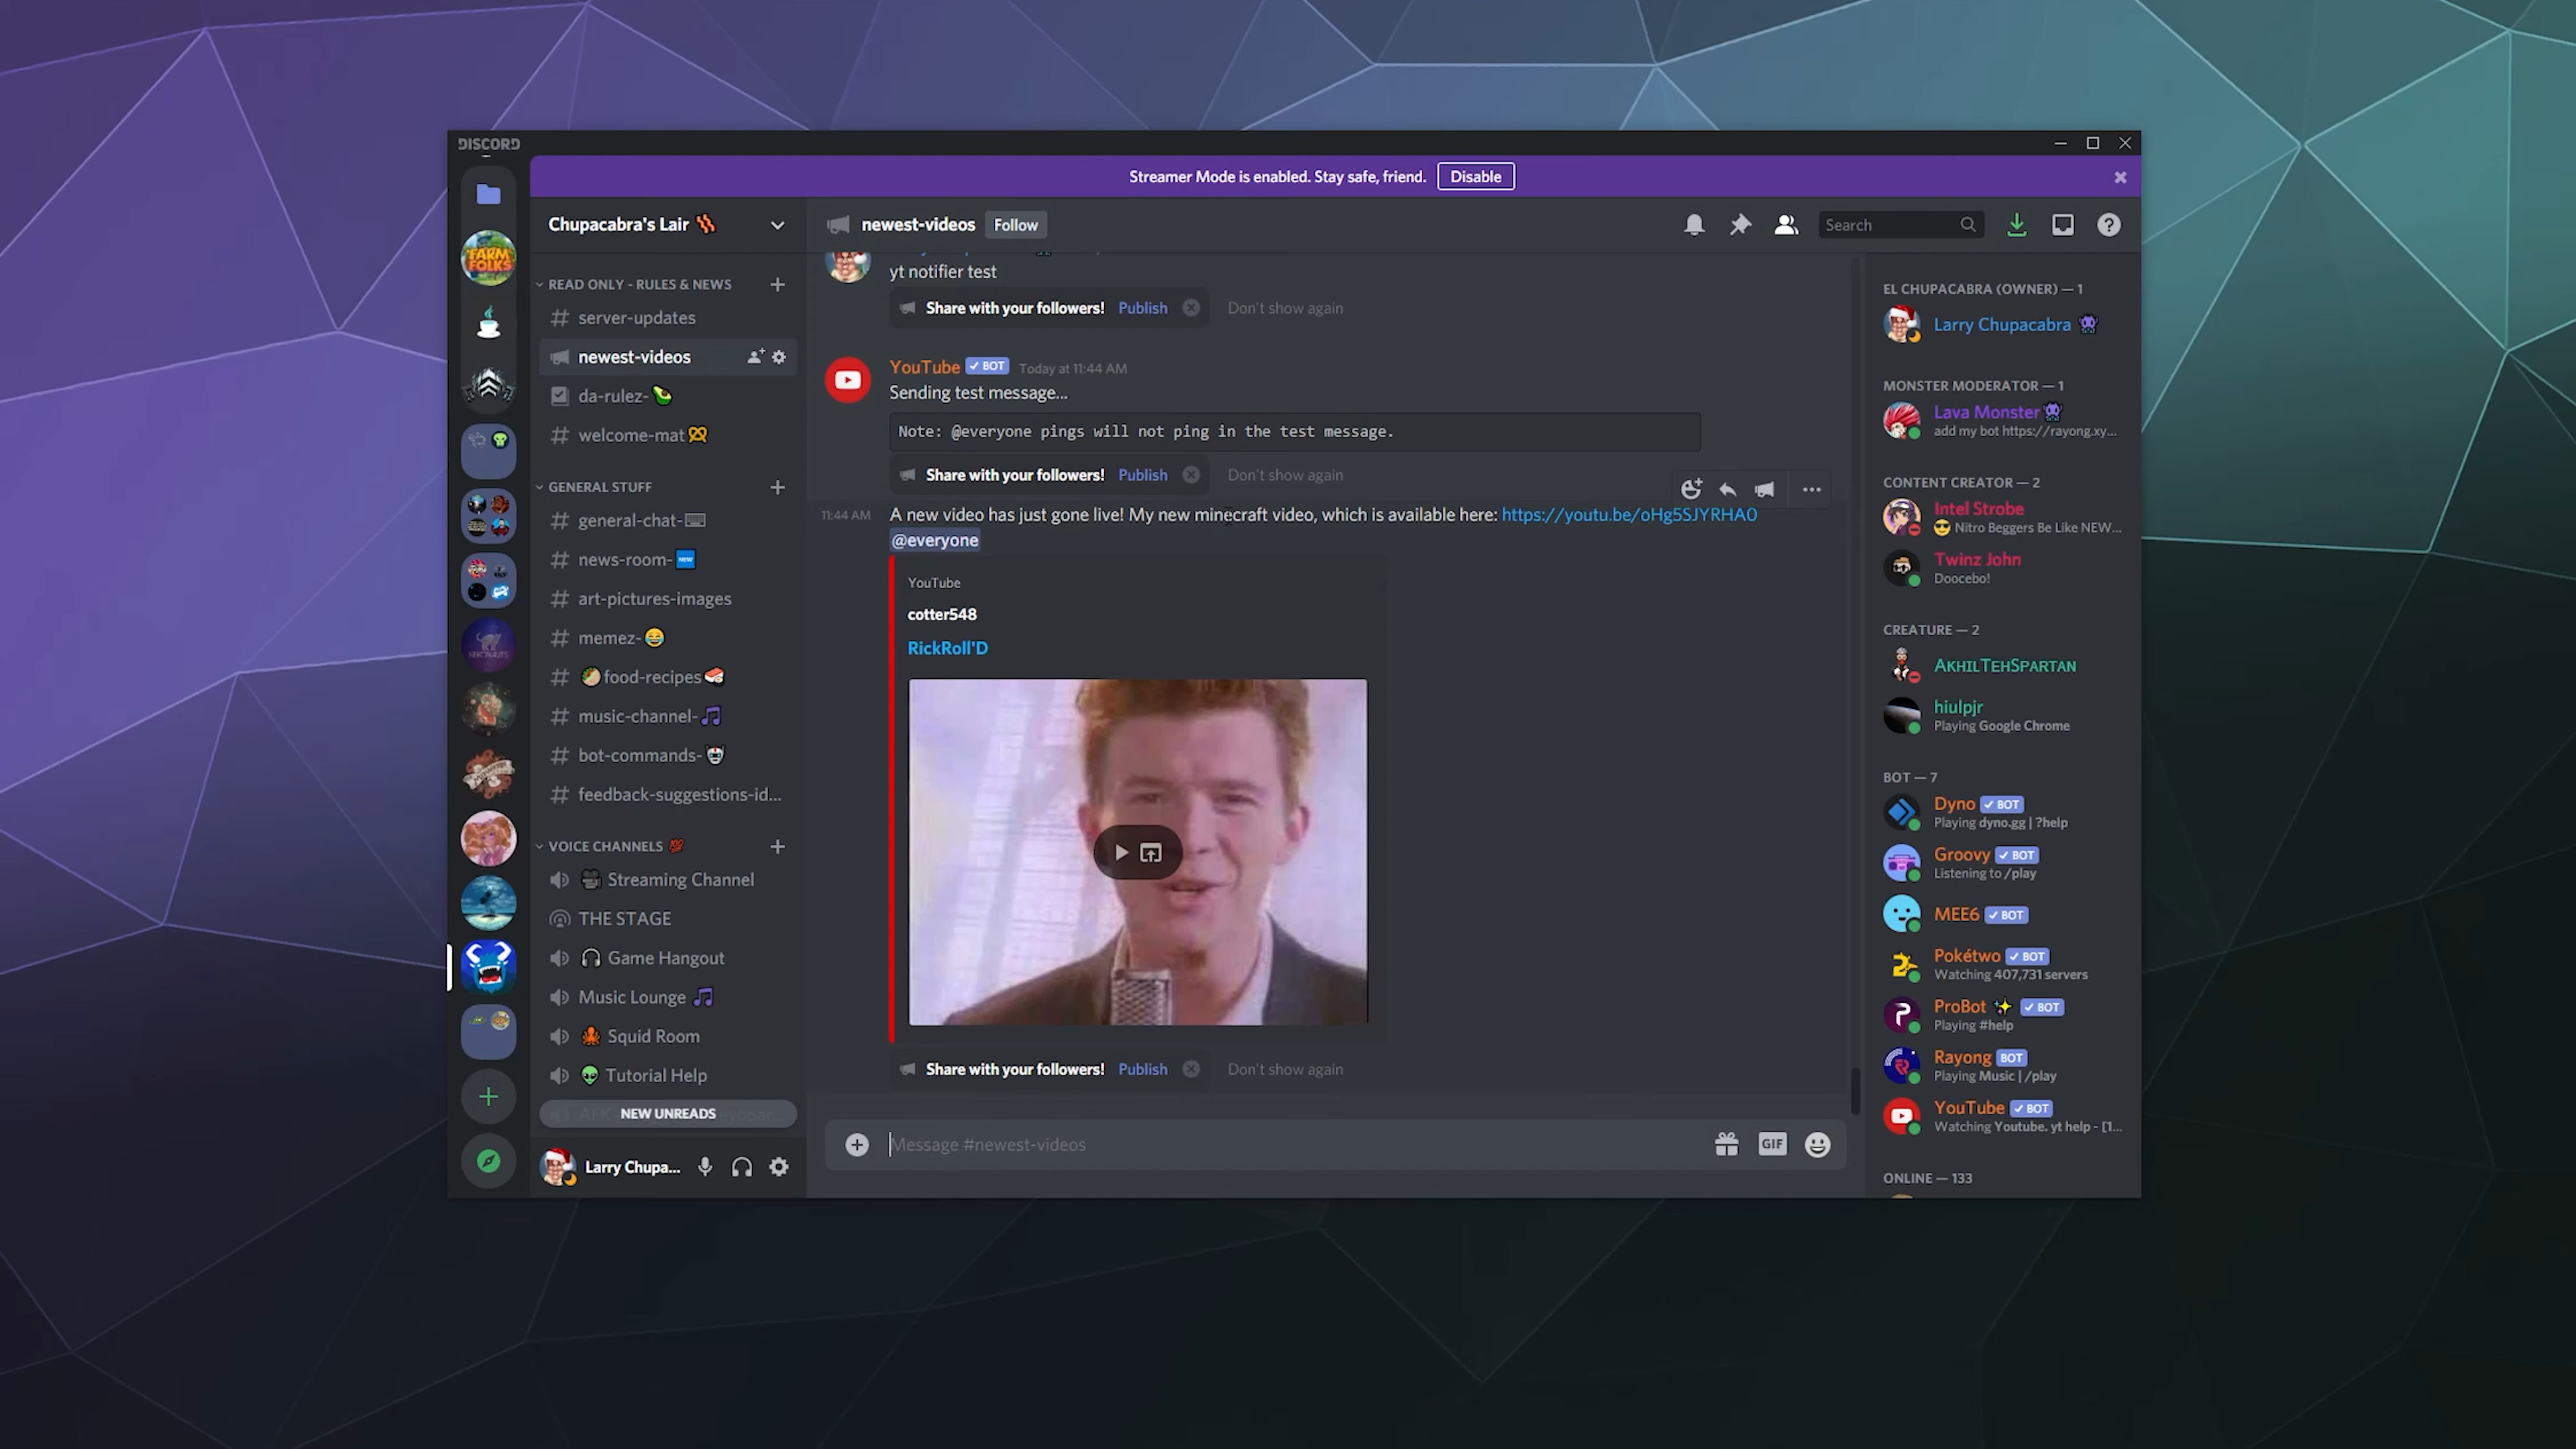 DISCORD
Streamer Mode is enabled. Stay safe, friend. Disable
Chupacabra's Lair
READ ONLY - RULES & NEWS
server-updates
newest-videos
da-rulez-
welcome-mat
GENERAL STUFF
general-chat-
news-room-
NEW
art-pictures-images
memez-
food-recipes
music-channel-
bot-commands-
feedback-suggestions-id...
VOICE CHANNELS 100
Streaming Channel
THE STAGE
Game Hangout
Music Lounge
Squid Room
Tutorial Help
NEW UNREADS
Larry Chupa...
newest-videos Follow
Search
yt notifier test
Share with your followers! Publish Don't show again
YouTube BOT Today at 11:44 AM
Sending test message...
Note: @everyone pings will not ping in the test message.
Share with your followers! Publish Don't show again
11:44 AM A new video has just gone live! My new minecraft video, which is available here: https://youtu.be/oHg5SJYRHA0
@everyone
YouTube
cotter548
RickRoll'D
Share with your followers! Publish Don't show again
Message #newest-videos
GIF
EL CHUPACABRA (OWNER) — 1
Larry Chupacabra
MONSTER MODERATOR — 1
Lava Monster
add my bot https://rayong.xy...
CONTENT CREATOR — 2
Intel Strobe
Nitro Beggers Be Like NEW...
Twinz John
Doocebo!
CREATURE — 2
AKHILTEHSPARTAN
hiulpjr
Playing Google Chrome
BOT — 7
Dyno BOT
Playing dyno.gg | ?help
Groovy BOT
Listening to /play
MEE6 BOT
Pokétwo BOT
Watching 407,731 servers
ProBot BOT
Playing #help
Rayong BOT
Playing Music | /play
YouTube BOT
Watching Youtube. yt help - [1...
ONLINE — 133
FARM FOLKS